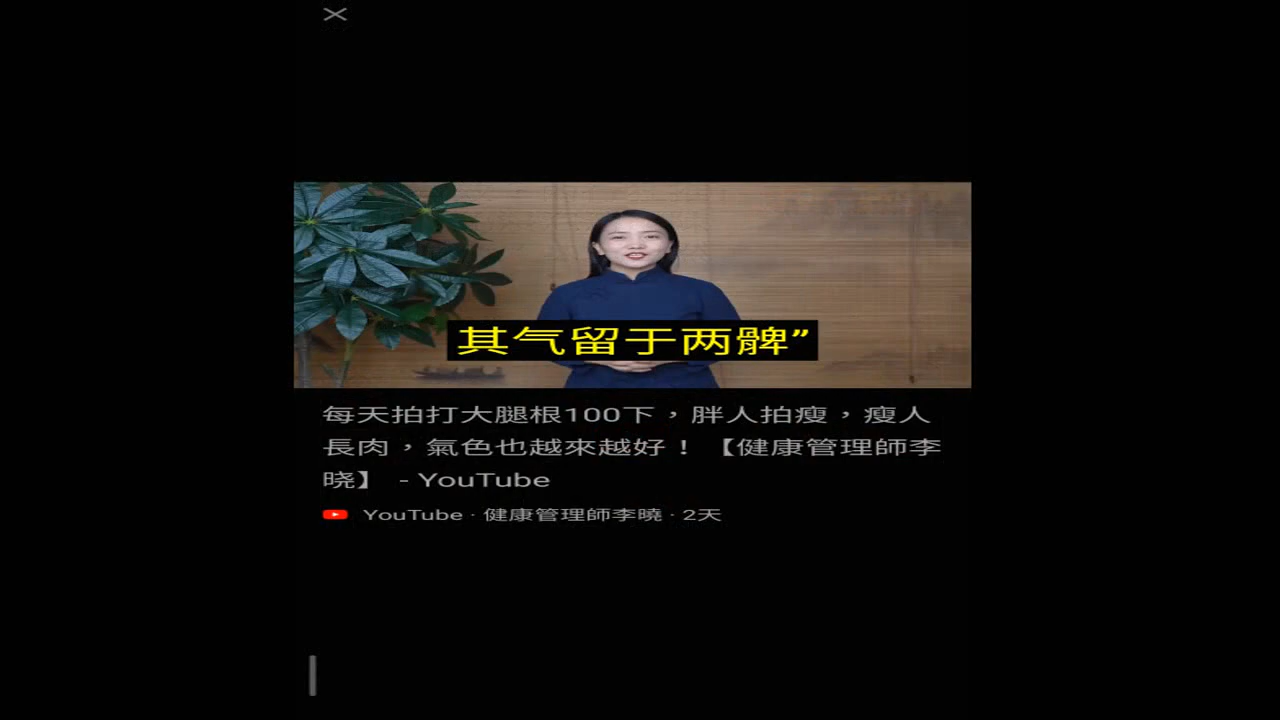 其气留于两髀”
每天拍打大腿根100下，胖人拍瘦，瘦人
長肉，氣色也越來越好！【健康管理師李
晓】 - YouTube
YouTube · 健康管理師李曉 · 2天